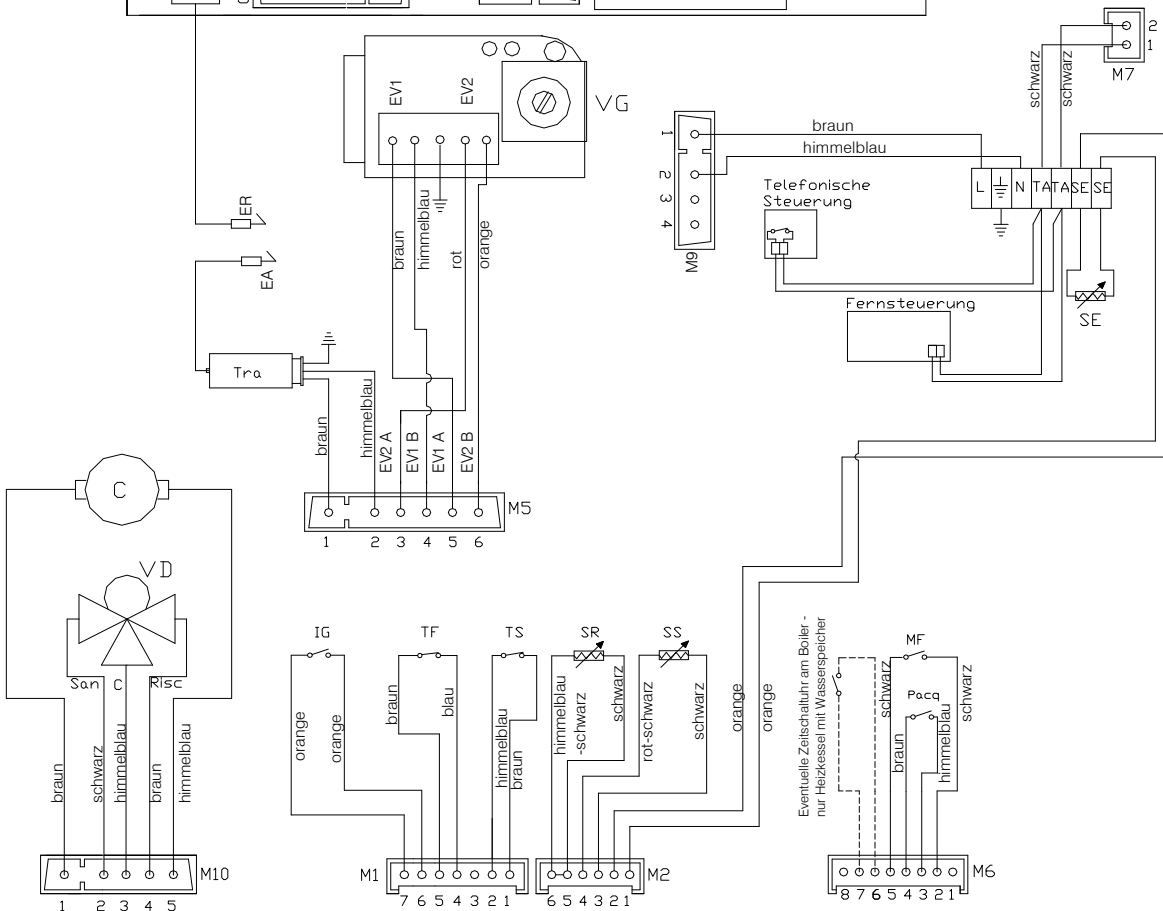 2
1
M7
schwarz
schwarz
EV1
EV2
VG
braun
himmelblau
1
2
3
4
M9
L
N
TA
TA
SE
SE
Telefonische
Steuerung
Fernsteuerung
SE
ER
EA
braun
himmelblau
rot
orange
Tra
braun
himmelblau
EV2 A
EV1 B
EV1 A
EV2 B
M5
1 2 3 4 5 6
C
VD
San C Risc
braun
schwarz
himmelblau
braun
himmelblau
M10
1 2 3 4 5
IG
TF
TS
SR
SS
orange
orange
braun
blau
himmelblau
braun
himmelblau
-schwarz
schwarz
rot-schwarz
schwarz
orange
orange
M1
7 6 5 4 3 2 1
M2
6 5 4 3 2 1
Eventuelle Zeitschaltuhr am Boiler -
nur Heizkessel mit Wasserspeicher
MF
Pacq
schwarz
braun
himmelblau
schwarz
M6
8 7 6 5 4 3 2 1